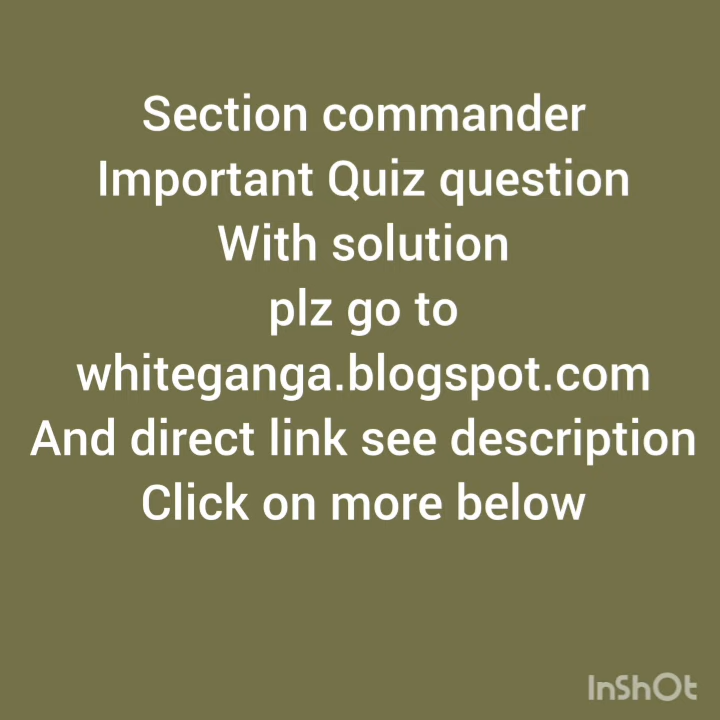 Section commander
Important Quiz question
With solution
plz go to
whiteganga.blogspot.com
And direct link see description
Click on more below
InShOt